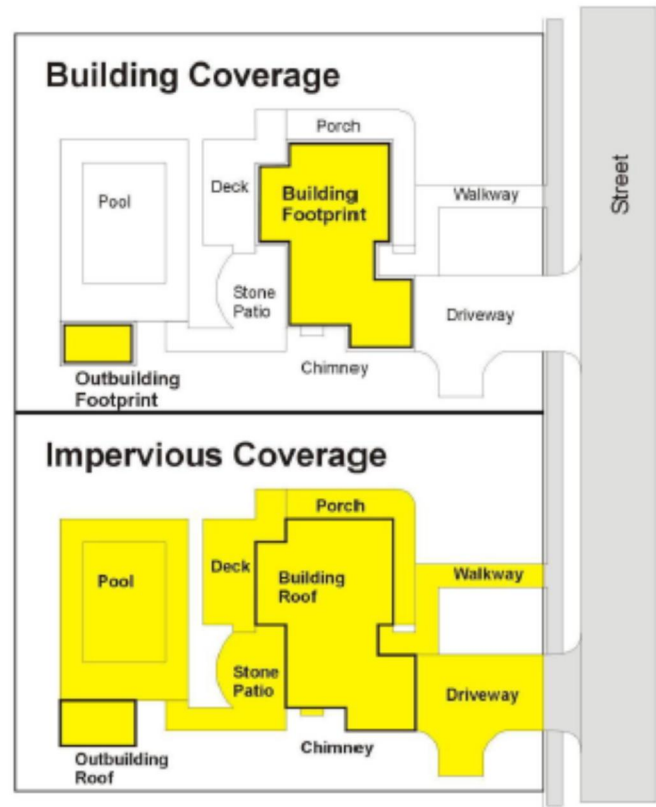 Building Coverage
Porch
Deck
Building
Footprint
Pool
Walkway
Street
Stone
Patio
Driveway
Chimney
Outbuilding
Footprint
Impervious Coverage
Porch
Deck
Building
Roof
Pool
Walkway
Stone
Patio
Driveway
Chimney
Outbuilding
Roof